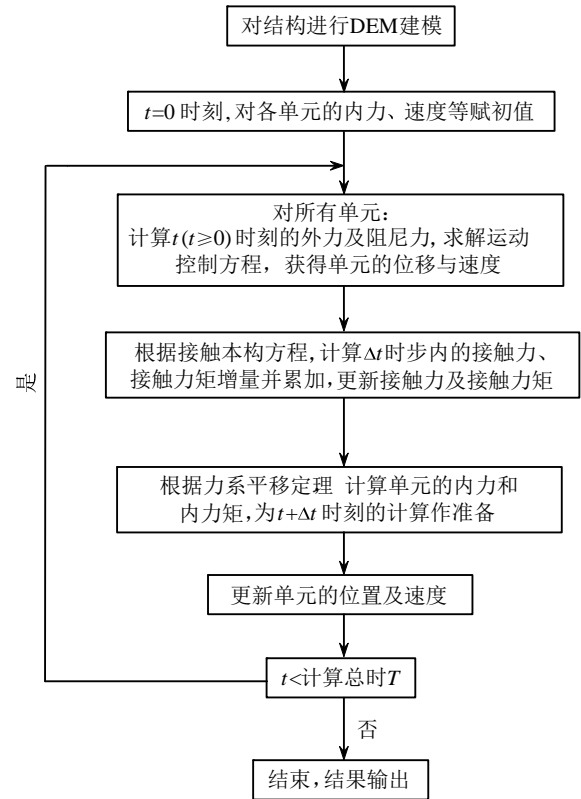 对结构进行DEM建模
t=0时刻,对各单元的内力、速度等赋初值
对所有单元:
计算t(t≥0)时刻的外力及阻尼力,求解运动
控制方程，获得单元的位移与速度
根据接触本构方程,计算Δt时步内的接触力、
接触力矩增量并累加,更新接触力及接触力矩
是
根据力系平移定理 计算单元的内力和
内力矩,为t+Δt时刻的计算作准备
更新单元的位置及速度
t<计算总时T
否
结束,结果输出